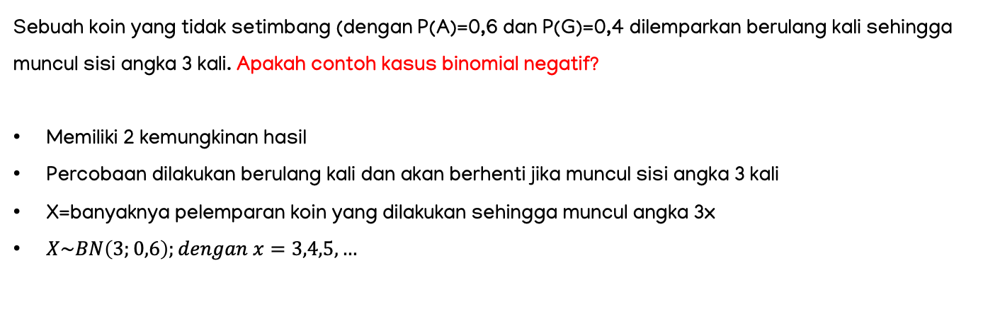 Sebuah koin yang tidak setimbang (dengan P(A)=0,6 dan P(G)=0,4 dilemparkan berulang kali sehingga
muncul sisi angka 3 kali. Apakah contoh kasus binomial negatif?
• Memiliki 2 kemungkinan hasil
• Percobaan dilakukan berulang kali dan akan berhenti jika muncul sisi angka 3 kali
• X=banyaknya pelemparan koin yang dilakukan sehingga muncul angka 3x
• X~BN(3; 0,6); dengan x = 3,4,5, ...